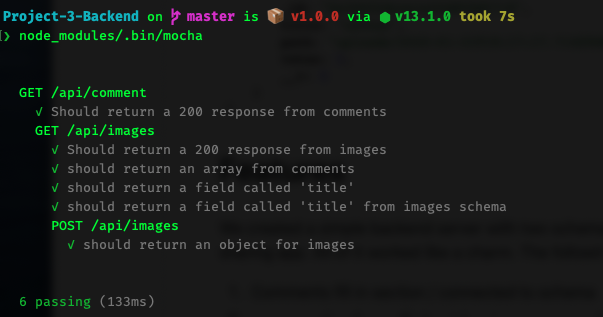 Project-3-Backend on master is 📦 v1.0.0 via ⬢ v13.1.0 took 7s
❯ node_modules/.bin/mocha
GET /api/comment
✓ Should return a 200 response from comments
GET /api/images
✓ Should return a 200 response from images
✓ should return an array from comments
✓ should return a field called 'title'
✓ should return a field called 'title' from images schema
POST /api/images
✓ should return an object for images
6 passing (133ms)